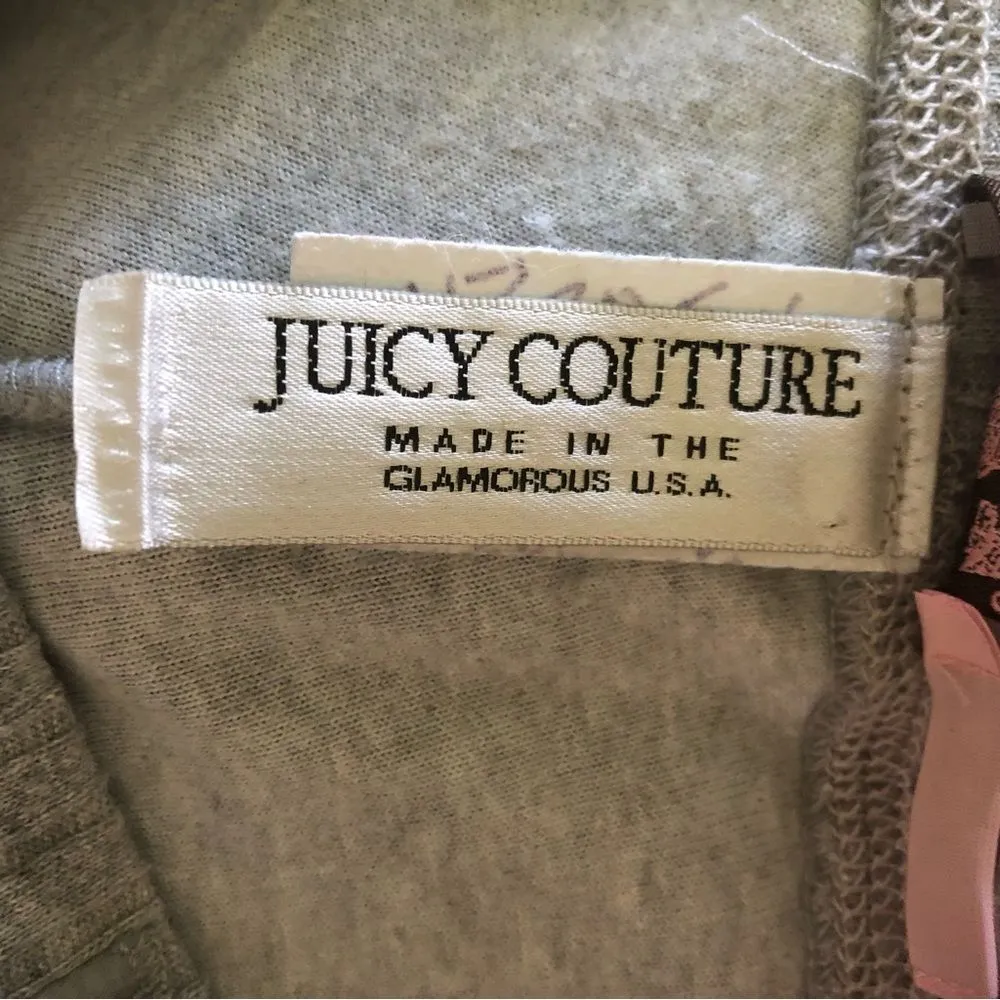 JUICY COUTURE
MADE IN THE
GLAMOROUS U.S.A.